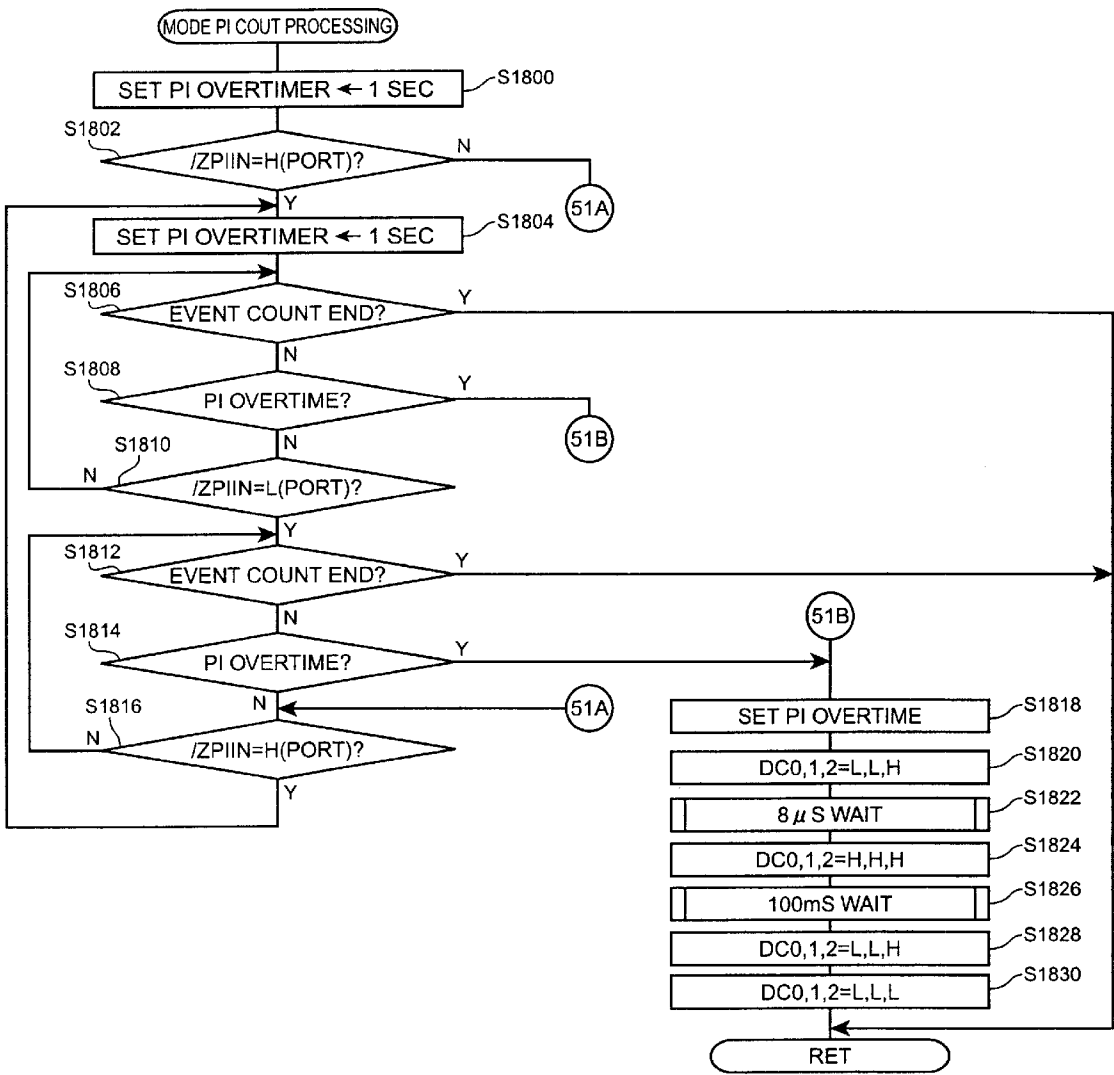 MODE PI COUT PROCESSING
SET PI OVERTIMER ← 1 SEC
S1800
S1802
/ZPIIN=H(PORT)?
N
51A
Y
SET PI OVERTIMER ← 1 SEC
S1804
S1806
EVENT COUNT END?
Y
N
S1808
PI OVERTIME?
Y
51B
N
S1810
N
/ZPIIN=L(PORT)?
Y
S1812
EVENT COUNT END?
Y
N
S1814
PI OVERTIME?
Y
N
51A
S1816
N
/ZPIIN=H(PORT)?
Y
51B
SET PI OVERTIME
S1818
DC0,1,2=L,L,H
S1820
8 μ S WAIT
S1822
DC0,1,2=H,H,H
S1824
100mS WAIT
S1826
DC0,1,2=L,L,H
S1828
DC0,1,2=L,L,L
S1830
RET